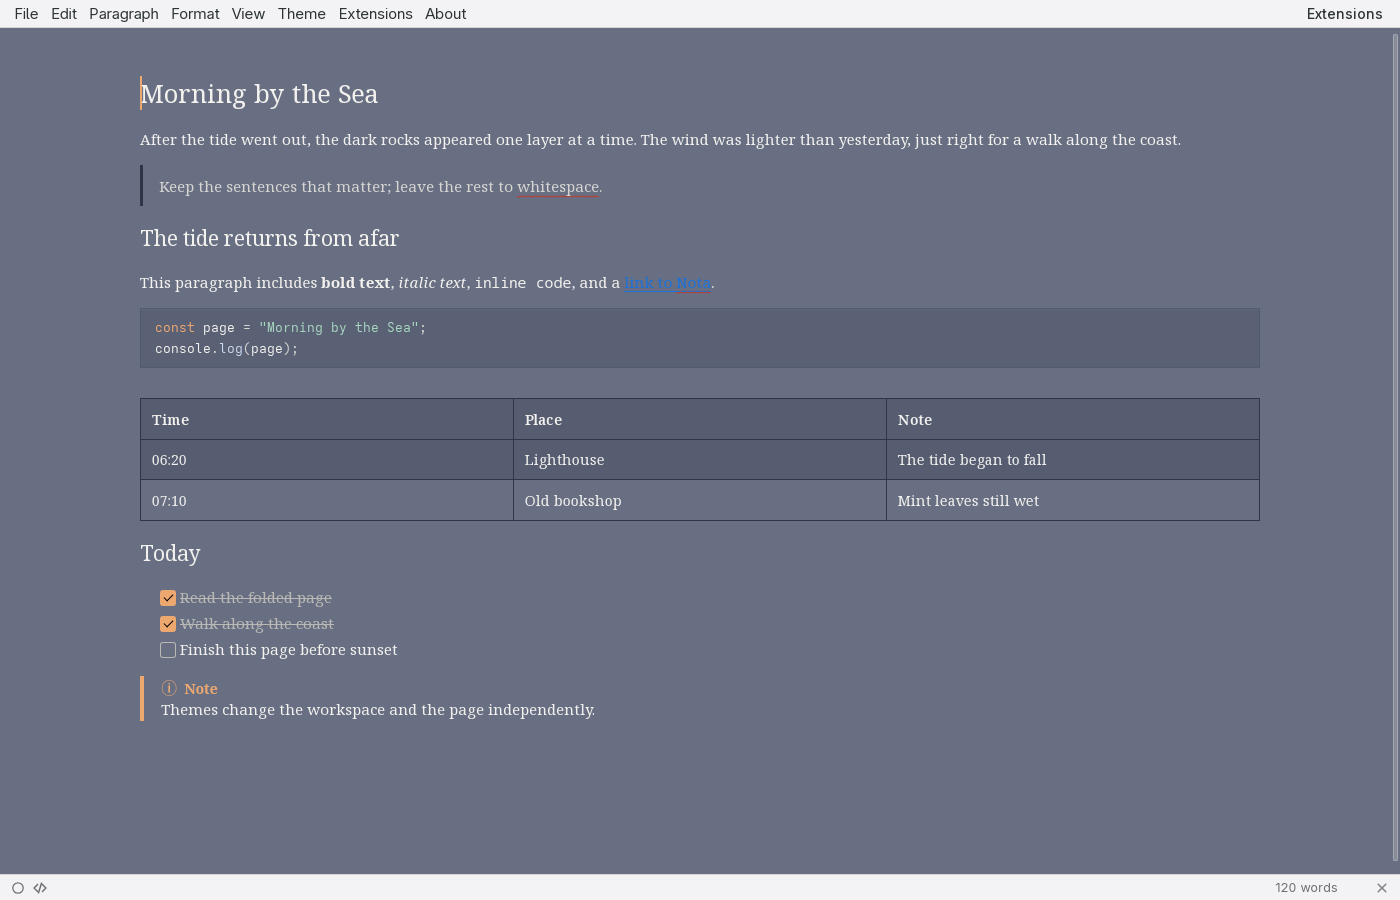 File Edit Paragraph Format View Theme Extensions About Extensions
Morning by the Sea
After the tide went out, the dark rocks appeared one layer at a time. The wind was lighter than yesterday, just right for a walk along the coast.
Keep the sentences that matter; leave the rest to whitespace.
The tide returns from afar
This paragraph includes bold text, italic text, inline code, and a link to Nota.
const page = "Morning by the Sea";
console.log(page);
Time Place Note
06:20 Lighthouse The tide began to fall
07:10 Old bookshop Mint leaves still wet
Today
Read the folded page
Walk along the coast
Finish this page before sunset
Note
Themes change the workspace and the page independently.
120 words